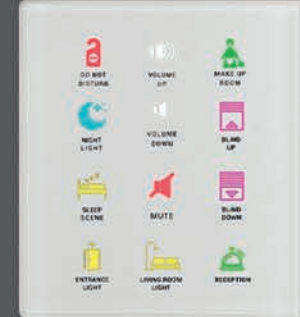 DO NOT
DISTURB
VOLUME
UP
MAKE UP
ROOM
NIGHT
LIGHT
VOLUME
DOWN
BLIND
UP
SLEEP
SCENE
MUTE
BLIND
DOWN
ENTRANCE
LIGHT
LIVING ROOM
LIGHT
RECEPTION